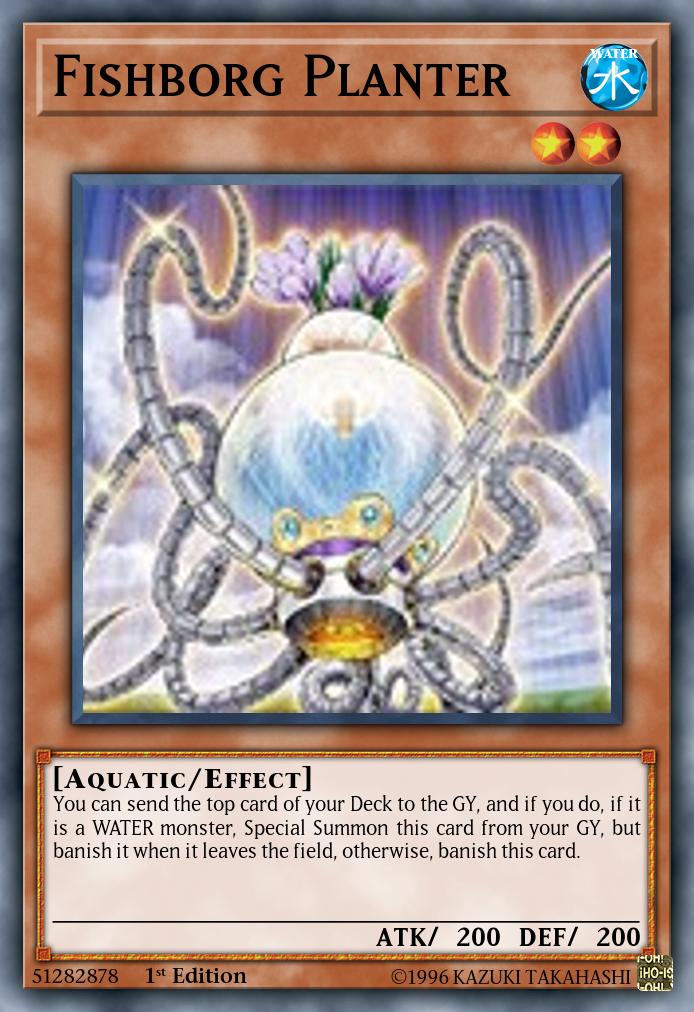 Fishborg Planter
WATER
水
[Aquatic/Effect]
You can send the top card of your Deck to the GY, and if you do, if it
is a WATER monster, Special Summon this card from your GY, but
banish it when it leaves the field, otherwise, banish this card.
ATK/ 200 DEF/ 200
51282878 1st Edition ©1996 KAZUKI TAKAHASHI